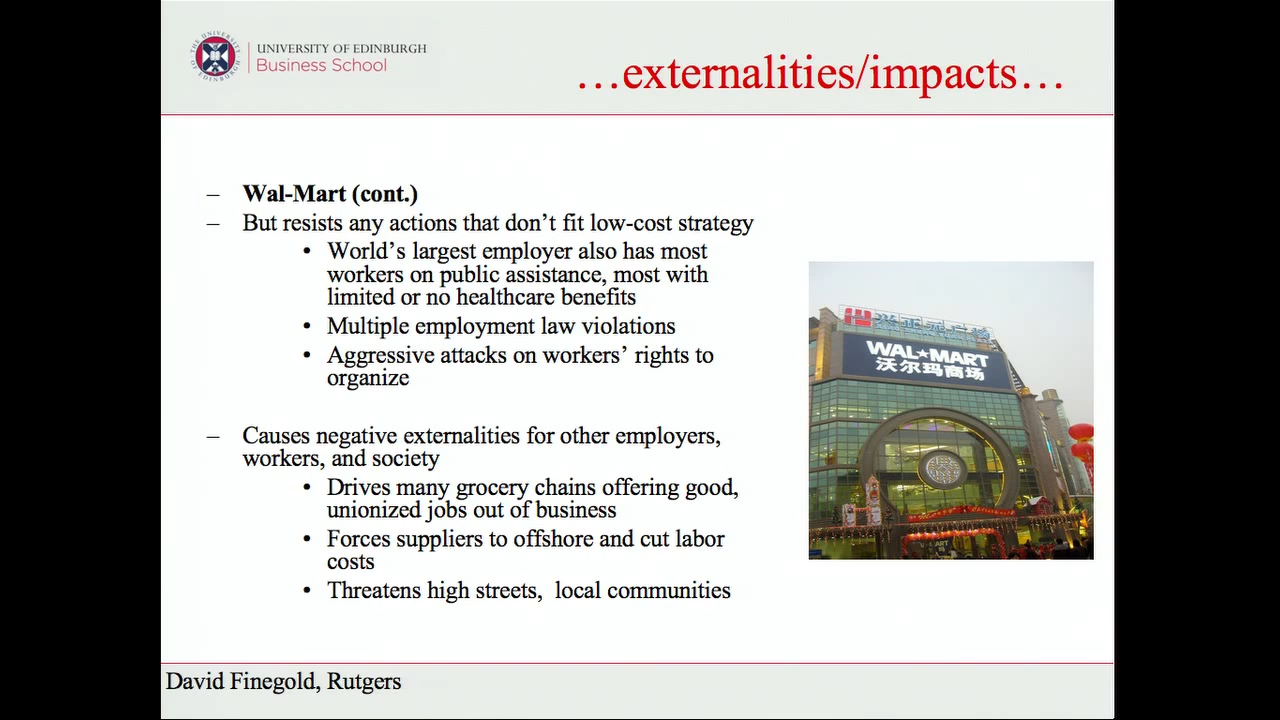 THE UNIVERSITY OF EDINBURGH
UNIVERSITY OF EDINBURGH
Business School
…externalities/impacts…
– Wal-Mart (cont.)
– But resists any actions that don’t fit low-cost strategy
• World’s largest employer also has most
workers on public assistance, most with
limited or no healthcare benefits
• Multiple employment law violations
• Aggressive attacks on workers’ rights to
organize
– Causes negative externalities for other employers,
workers, and society
• Drives many grocery chains offering good,
unionized jobs out of business
• Forces suppliers to offshore and cut labor
costs
• Threatens high streets,  local communities
WAL★MART
沃尔玛商场
David Finegold, Rutgers